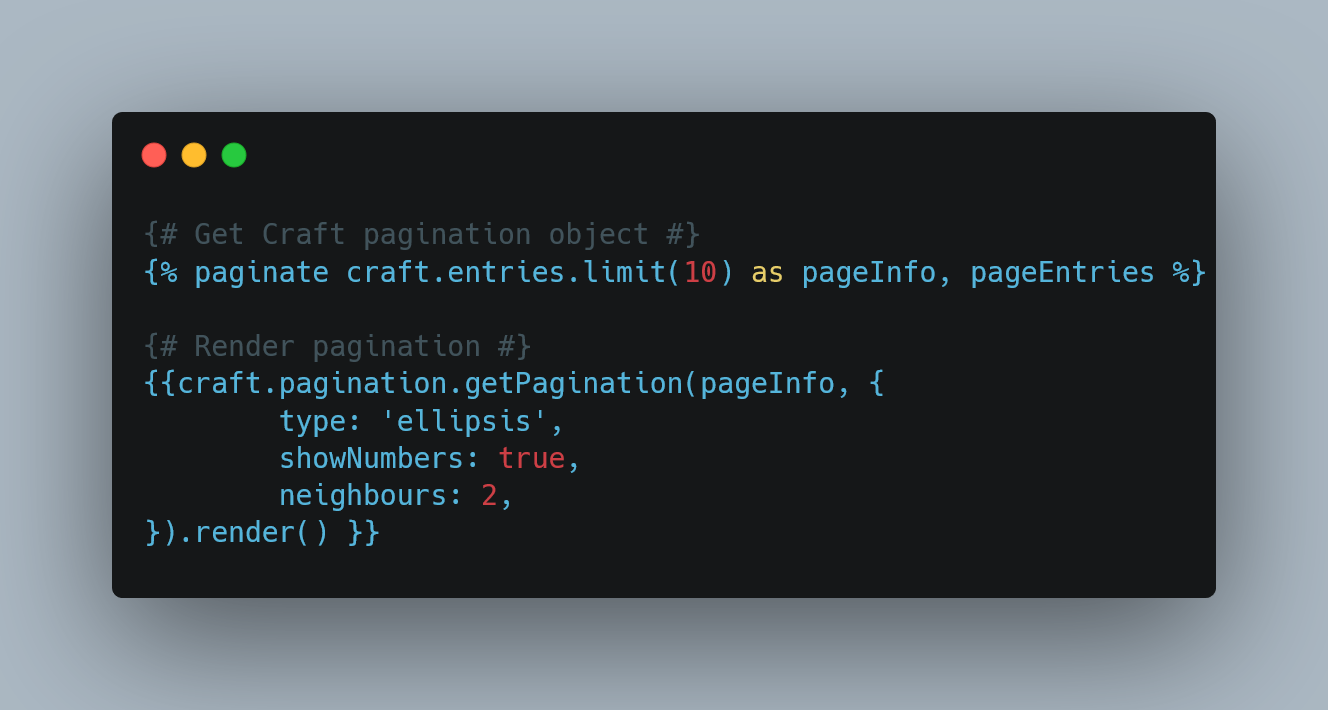 {# Get Craft pagination object #}
{% paginate craft.entries.limit(10) as pageInfo, pageEntries %}
{# Render pagination #}
{{craft.pagination.getPagination(pageInfo, {
type: 'ellipsis',
showNumbers: true,
neighbours: 2,
}).render() }}